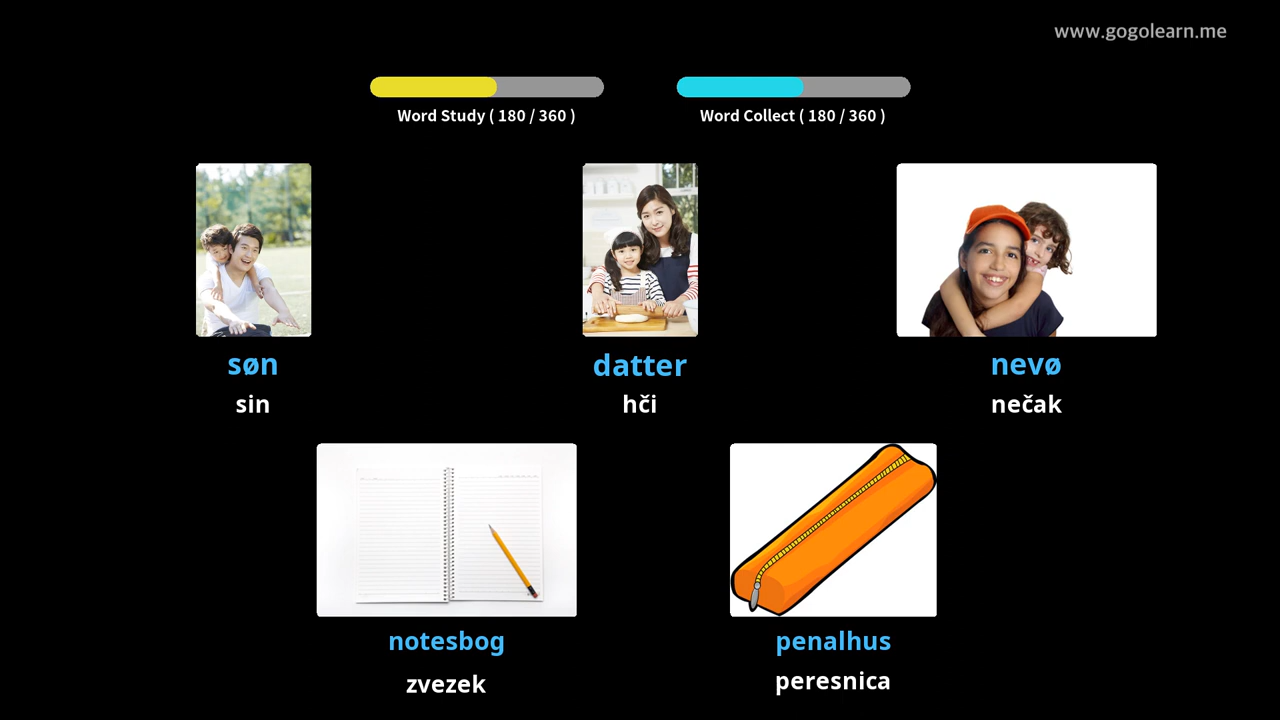 www.gogolearn.me
Word Study ( 180 / 360 )
Word Collect ( 180 / 360 )
søn
datter
nevø
sin
hči
nečak
notesbog
penalhus
zvezek
peresnica